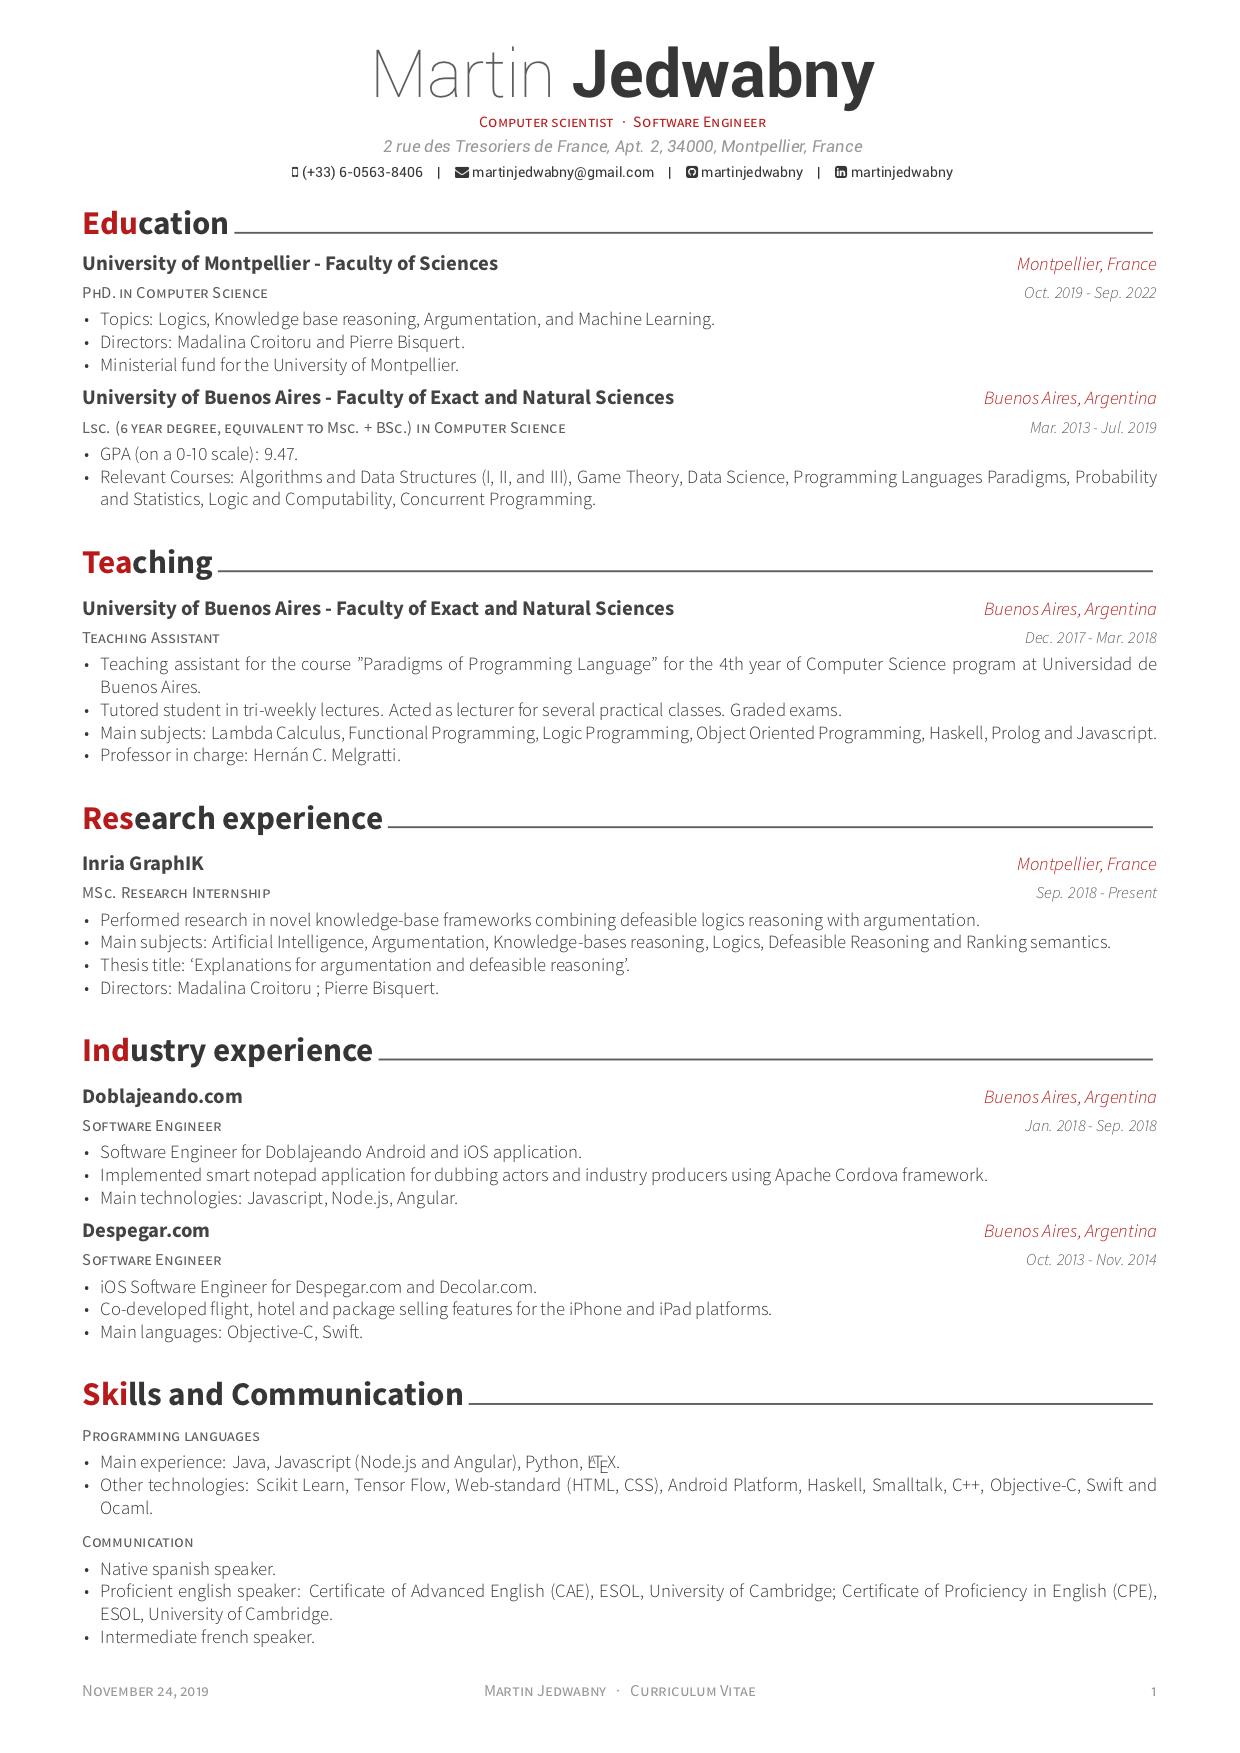 Martin Jedwabny
Computer scientist · Software Engineer
2 rue des Tresoriers de France, Apt. 2, 34000, Montpellier, France
(+33) 6-0563-8406 | martinjedwabny@gmail.com | martinjedwabny | martinjedwabny
Education
University of Montpellier - Faculty of Sciences Montpellier, France
PhD. in Computer Science Oct. 2019 - Sep. 2022
• Topics: Logics, Knowledge base reasoning, Argumentation, and Machine Learning.
• Directors: Madalina Croitoru and Pierre Bisquert.
• Ministerial fund for the University of Montpellier.
University of Buenos Aires - Faculty of Exact and Natural Sciences Buenos Aires, Argentina
Lsc. (6 year degree, equivalent to Msc. + BSc.) in Computer Science Mar. 2013 - Jul. 2019
• GPA (on a 0-10 scale): 9.47.
• Relevant Courses: Algorithms and Data Structures (I, II, and III), Game Theory, Data Science, Programming Languages Paradigms, Probability
and Statistics, Logic and Computability, Concurrent Programming.
Teaching
University of Buenos Aires - Faculty of Exact and Natural Sciences Buenos Aires, Argentina
Teaching Assistant Dec. 2017 - Mar. 2018
• Teaching assistant for the course ”Paradigms of Programming Language” for the 4th year of Computer Science program at Universidad de
Buenos Aires.
• Tutored student in tri-weekly lectures. Acted as lecturer for several practical classes. Graded exams.
• Main subjects: Lambda Calculus, Functional Programming, Logic Programming, Object Oriented Programming, Haskell, Prolog and Javascript.
• Professor in charge: Hernán C. Melgratti.
Research experience
Inria GraphIK Montpellier, France
MSc. Research Internship Sep. 2018 - Present
• Performed research in novel knowledge-base frameworks combining defeasible logics reasoning with argumentation.
• Main subjects: Artificial Intelligence, Argumentation, Knowledge-bases reasoning, Logics, Defeasible Reasoning and Ranking semantics.
• Thesis title: ‘Explanations for argumentation and defeasible reasoning’.
• Directors: Madalina Croitoru ; Pierre Bisquert.
Industry experience
Doblajeando.com Buenos Aires, Argentina
Software Engineer Jan. 2018 - Sep. 2018
• Software Engineer for Doblajeando Android and iOS application.
• Implemented smart notepad application for dubbing actors and industry producers using Apache Cordova framework.
• Main technologies: Javascript, Node.js, Angular.
Despegar.com Buenos Aires, Argentina
Software Engineer Oct. 2013 - Nov. 2014
• iOS Software Engineer for Despegar.com and Decolar.com.
• Co-developed flight, hotel and package selling features for the iPhone and iPad platforms.
• Main languages: Objective-C, Swift.
Skills and Communication
Programming languages
• Main experience: Java, Javascript (Node.js and Angular), Python, LATEX.
• Other technologies: Scikit Learn, Tensor Flow, Web-standard (HTML, CSS), Android Platform, Haskell, Smalltalk, C++, Objective-C, Swift and
Ocaml.
Communication
• Native spanish speaker.
• Proficient english speaker: Certificate of Advanced English (CAE), ESOL, University of Cambridge; Certificate of Proficiency in English (CPE),
ESOL, University of Cambridge.
• Intermediate french speaker.
November 24, 2019 Martin Jedwabny · Curriculum Vitae 1